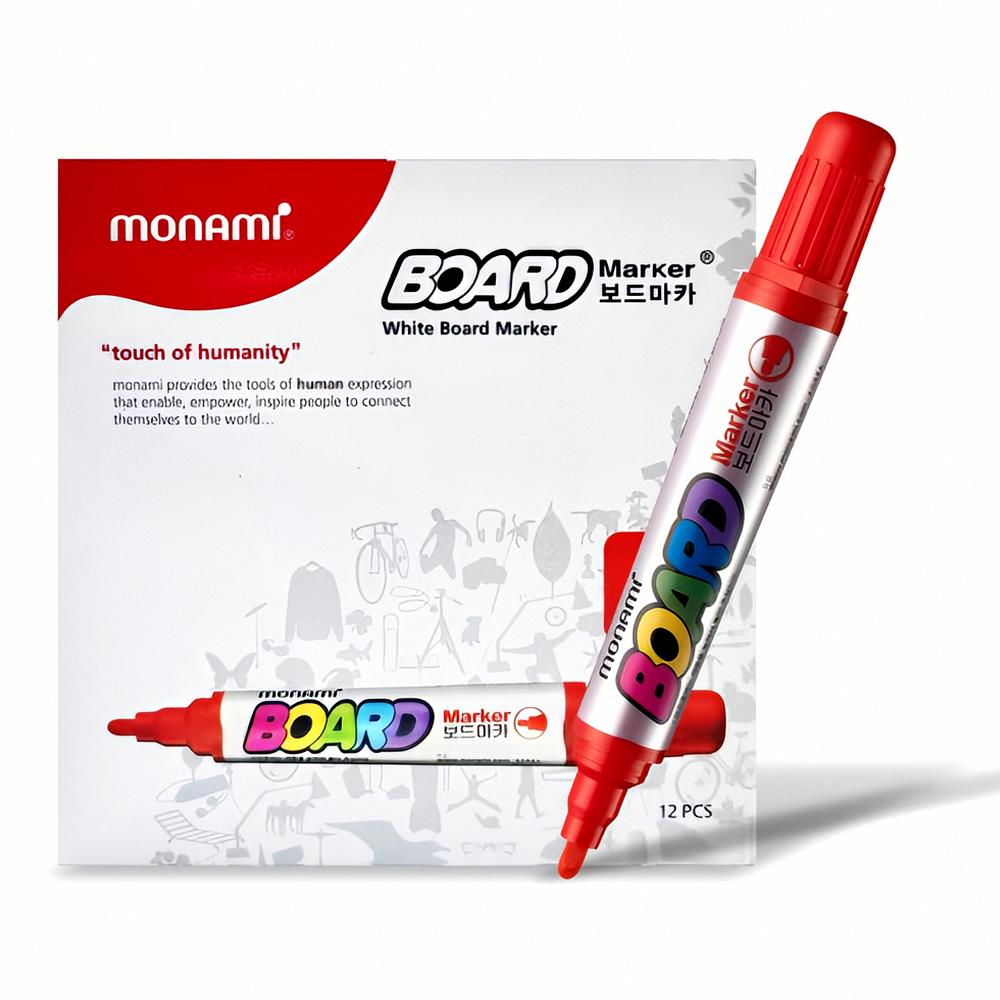 monami
BOARD Marker ®
보드마카
White Board Marker
“touch of humanity”
monami provides the tools of human expression
that enable, empower, inspire people to connect
themselves to the world...
monami
BOARD Marker
보드마카
monami
BOARD Marker
보드마카
12 PCS